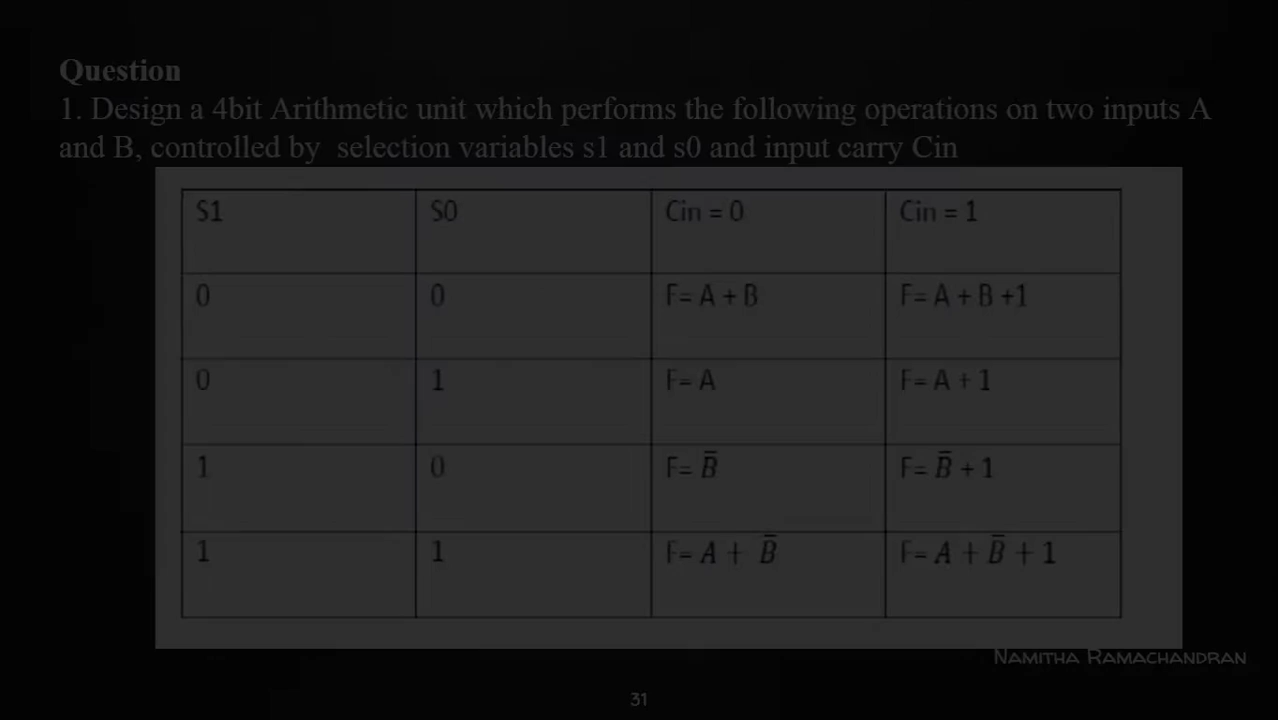 Question
1. Design a 4bit Arithmetic unit which performs the following operations on two inputs A
and B, controlled by selection variables s1 and s0 and input carry Cin
S1 S0 Cin = 0 Cin = 1
0 0 F= A + B F= A + B +1
0 1 F= A F= A + 1
1 0 F= B̅ F= B̅ + 1
1 1 F= A + B̅ F= A + B̅ + 1
NAMITHA RAMACHANDRAN
31